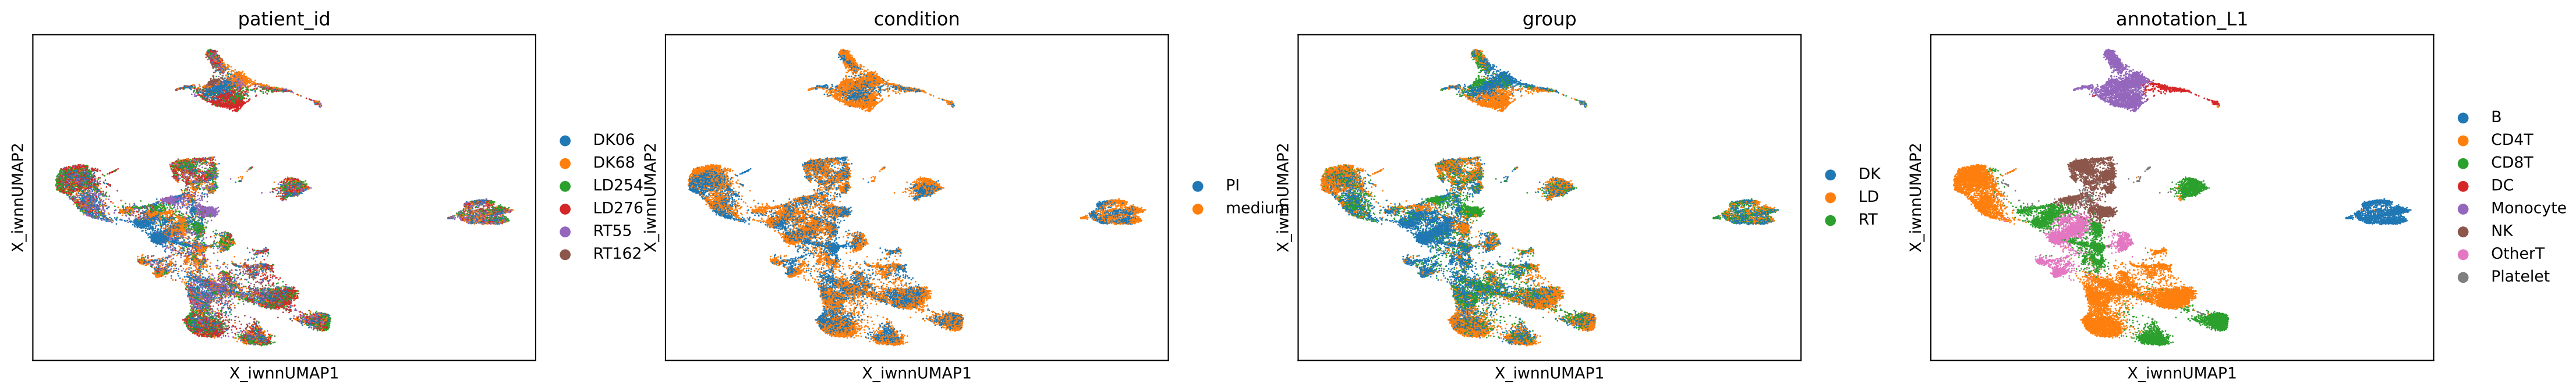 patient_id
X_iwnnUMAP2
X_iwnnUMAP1
DK06
DK68
LD254
LD276
RT55
RT162
condition
X_iwnnUMAP2
X_iwnnUMAP1
PI
medium
group
X_iwnnUMAP2
X_iwnnUMAP1
DK
LD
RT
annotation_L1
X_iwnnUMAP2
X_iwnnUMAP1
B
CD4T
CD8T
DC
Monocyte
NK
OtherT
Platelet